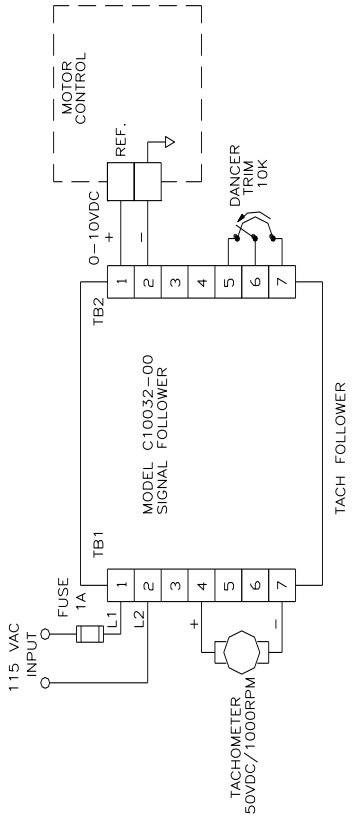 115 VAC
INPUT
FUSE
1A
L1
L2
TB1
1
2
3
4
5
6
7
+
−
TACHOMETER
50VDC/1000RPM
MODEL C10032-00
SIGNAL FOLLOWER
TACH FOLLOWER
TB2
1
2
3
4
5
6
7
0-10VDC
+
−
REF.
MOTOR
CONTROL
DANCER
TRIM
10K